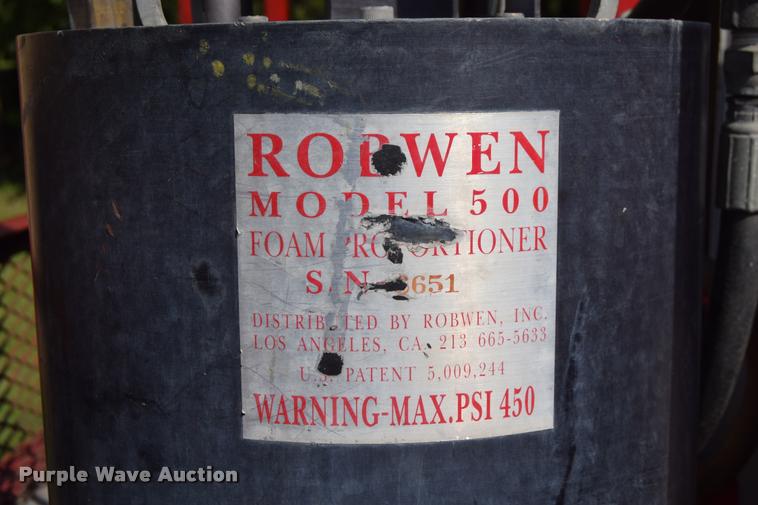 ROBWEN
MODEL 500
FOAM PROPORTIONER
S.N.
DISTRIBUTED BY ROBWEN, INC.
LOS ANGELES, CA. 213 665-5633
U.S. PATENT 5,009,244
WARNING-MAX.PSI 450
Purple Wave Auction